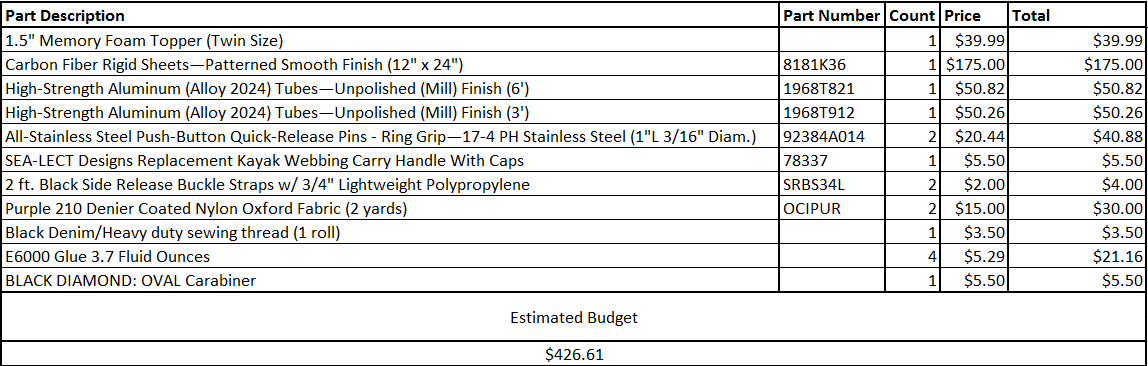 Part Description Part Number Count Price Total
1.5" Memory Foam Topper (Twin Size) 1 $39.99 $39.99
Carbon Fiber Rigid Sheets—Patterned Smooth Finish (12" x 24") 8181K36 1 $175.00 $175.00
High-Strength Aluminum (Alloy 2024) Tubes—Unpolished (Mill) Finish (6') 1968T821 1 $50.82 $50.82
High-Strength Aluminum (Alloy 2024) Tubes—Unpolished (Mill) Finish (3') 1968T912 1 $50.26 $50.26
All-Stainless Steel Push-Button Quick-Release Pins - Ring Grip—17-4 PH Stainless Steel (1"L 3/16" Diam.) 92384A014 2 $20.44 $40.88
SEA-LECT Designs Replacement Kayak Webbing Carry Handle With Caps 78337 1 $5.50 $5.50
2 ft. Black Side Release Buckle Straps w/ 3/4" Lightweight Polypropylene SRBS34L 2 $2.00 $4.00
Purple 210 Denier Coated Nylon Oxford Fabric (2 yards) OCIPUR 2 $15.00 $30.00
Black Denim/Heavy duty sewing thread (1 roll) 1 $3.50 $3.50
E6000 Glue 3.7 Fluid Ounces 4 $5.29 $21.16
BLACK DIAMOND: OVAL Carabiner 1 $5.50 $5.50
Estimated Budget
$426.61